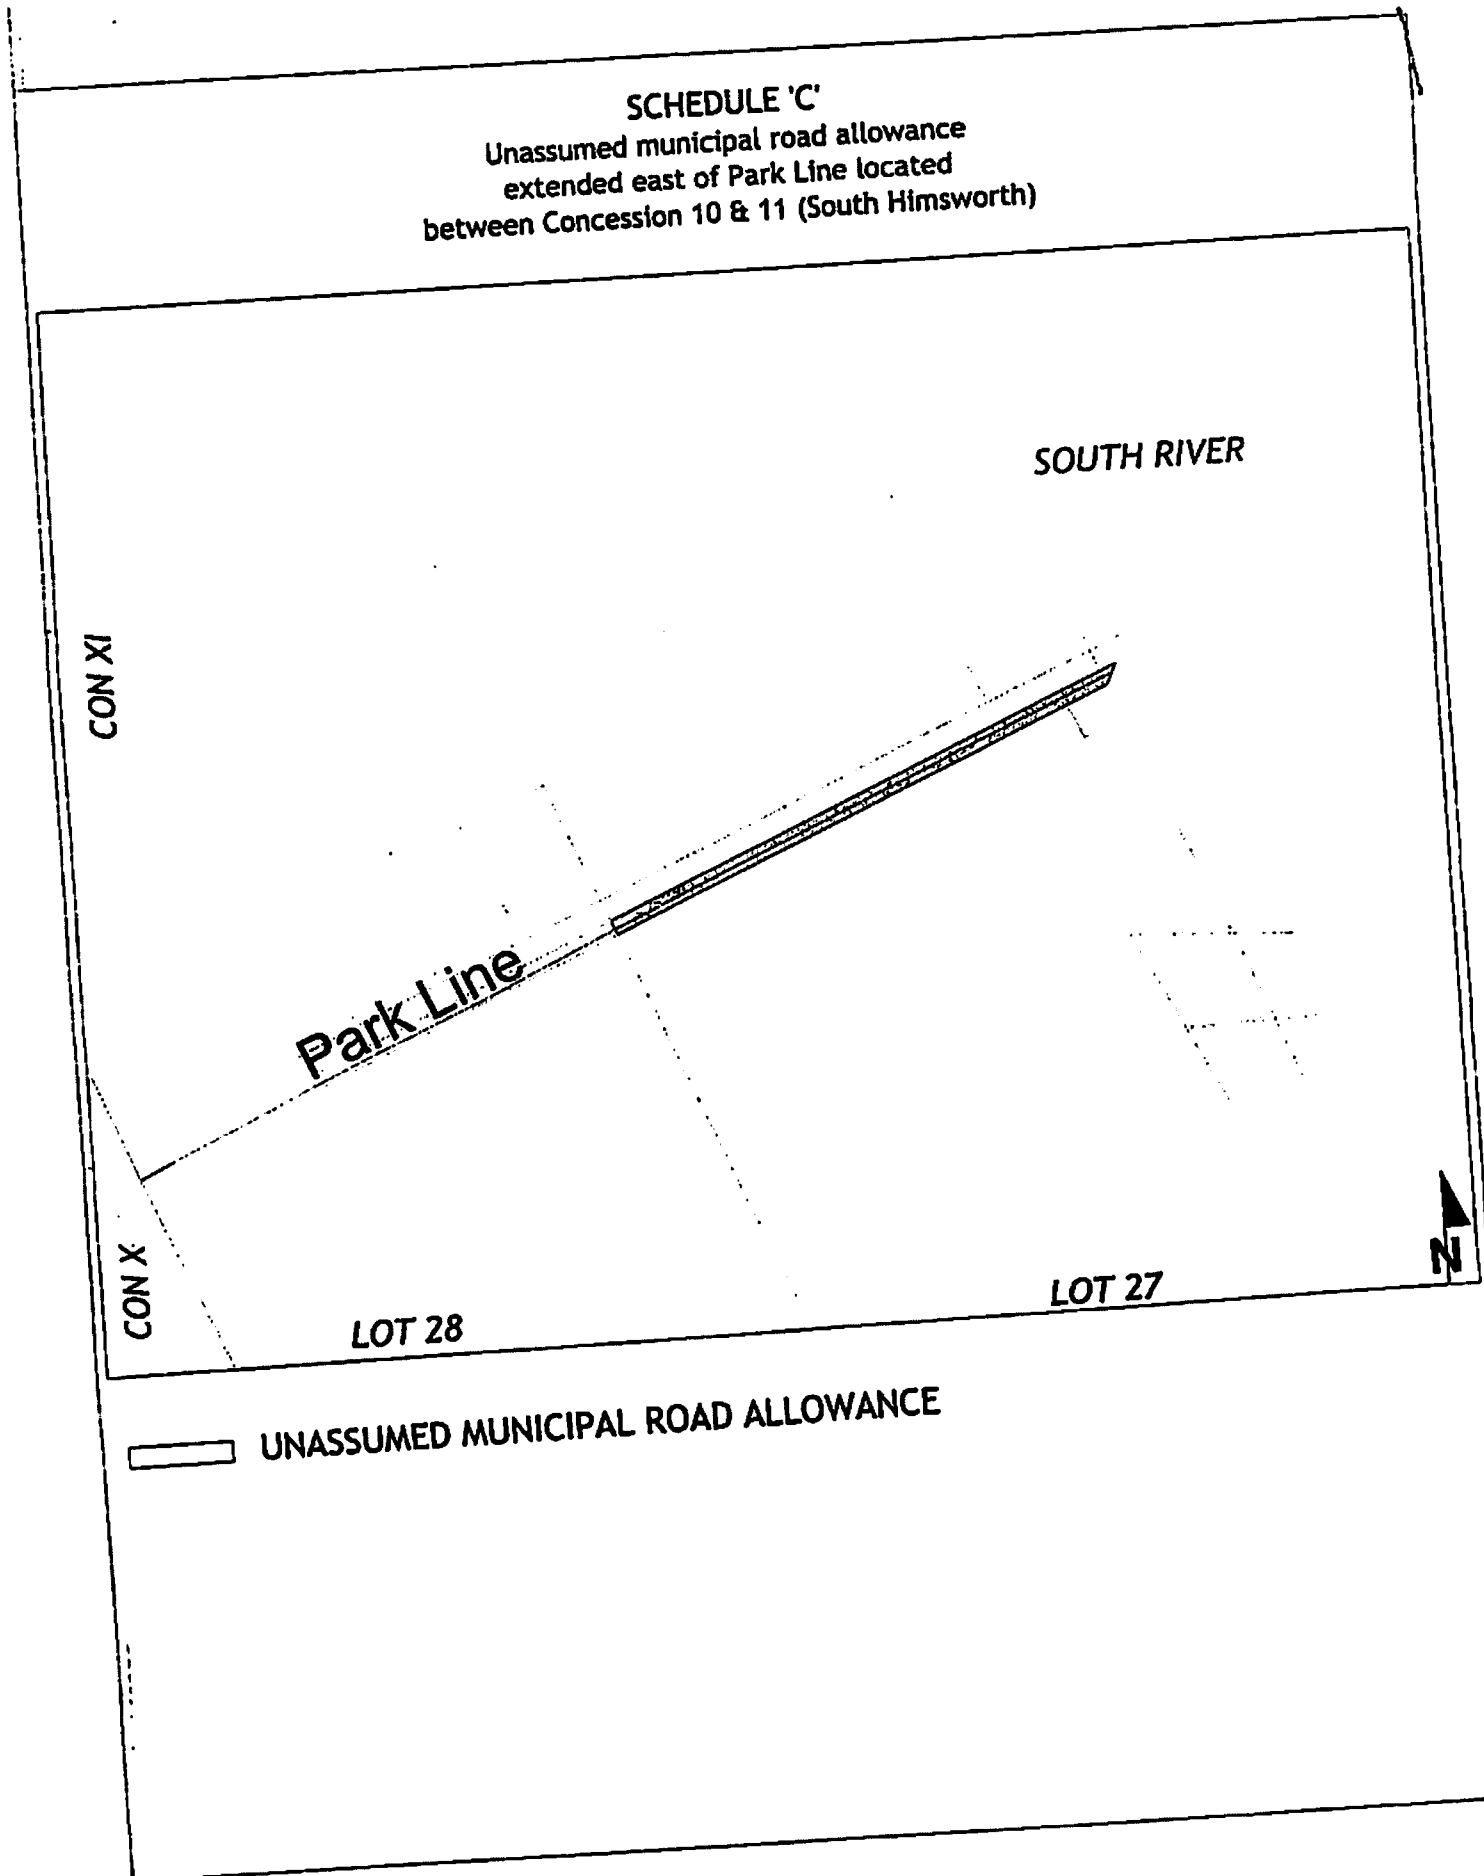 SCHEDULE 'C'
Unassumed municipal road allowance
extended east of Park Line located
between Concession 10 & 11 (South Himsworth)
SOUTH RIVER
CON XI
Park Line
CON X
LOT 28
LOT 27
N
UNASSUMED MUNICIPAL ROAD ALLOWANCE